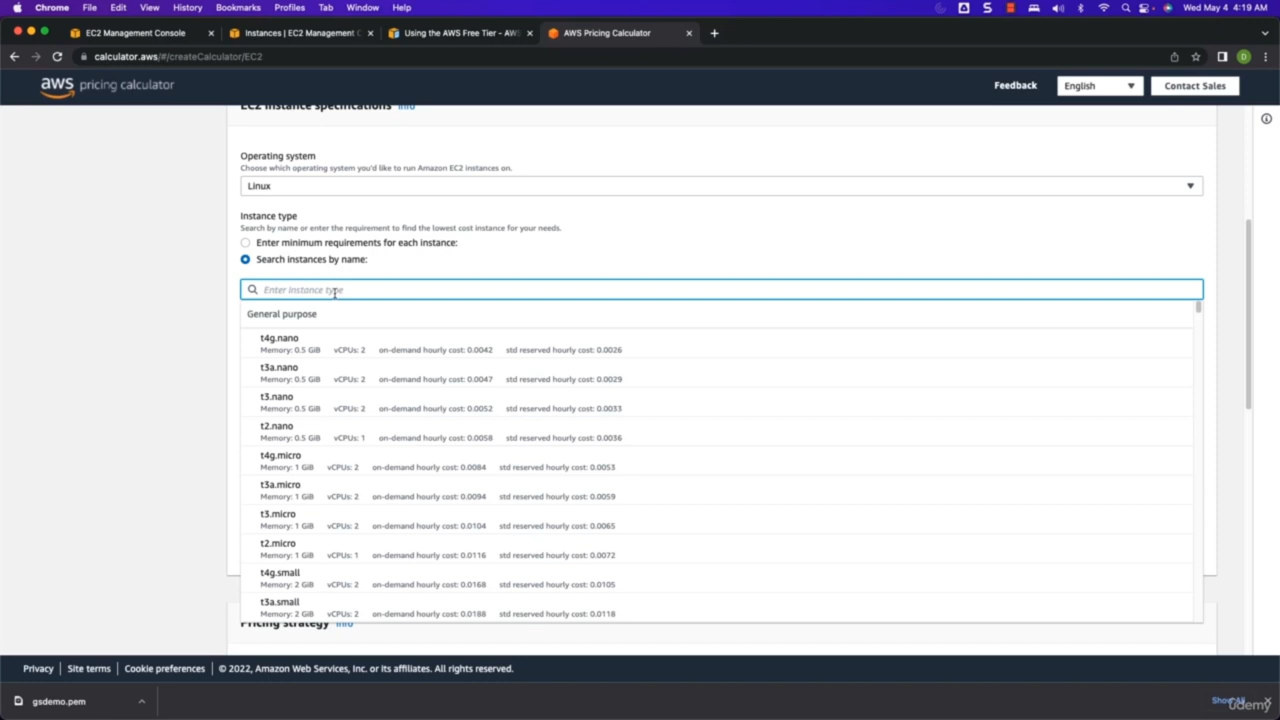 Chrome File Edit View History Bookmarks Profiles Tab Window Help Wed May 4 4:19 AM
EC2 Management Console Instances | EC2 Management C Using the AWS Free Tier - AWS AWS Pricing Calculator
calculator.aws/#/createCalculator/EC2
aws pricing calculator Feedback English Contact Sales
EC2 instance specifications Info
Operating system
Choose which operating system you'd like to run Amazon EC2 instances on.
Linux
Instance type
Search by name or enter the requirement to find the lowest cost instance for your needs.
Enter minimum requirements for each instance:
Search instances by name:
Enter instance type
General purpose
t4g.nano
Memory: 0.5 GiB vCPUs: 2 on-demand hourly cost: 0.0042 std reserved hourly cost: 0.0026
t3a.nano
Memory: 0.5 GiB vCPUs: 2 on-demand hourly cost: 0.0047 std reserved hourly cost: 0.0029
t3.nano
Memory: 0.5 GiB vCPUs: 2 on-demand hourly cost: 0.0052 std reserved hourly cost: 0.0033
t2.nano
Memory: 0.5 GiB vCPUs: 1 on-demand hourly cost: 0.0058 std reserved hourly cost: 0.0036
t4g.micro
Memory: 1 GiB vCPUs: 2 on-demand hourly cost: 0.0084 std reserved hourly cost: 0.0053
t3a.micro
Memory: 1 GiB vCPUs: 2 on-demand hourly cost: 0.0094 std reserved hourly cost: 0.0059
t3.micro
Memory: 1 GiB vCPUs: 2 on-demand hourly cost: 0.0104 std reserved hourly cost: 0.0065
t2.micro
Memory: 1 GiB vCPUs: 1 on-demand hourly cost: 0.0116 std reserved hourly cost: 0.0072
t4g.small
Memory: 2 GiB vCPUs: 2 on-demand hourly cost: 0.0168 std reserved hourly cost: 0.0105
t3a.small
Memory: 2 GiB vCPUs: 2 on-demand hourly cost: 0.0188 std reserved hourly cost: 0.0118
Pricing strategy Info
Privacy | Site terms | Cookie preferences | © 2022, Amazon Web Services, Inc. or its affiliates. All rights reserved.
gsdemo.pem Show All
udemy